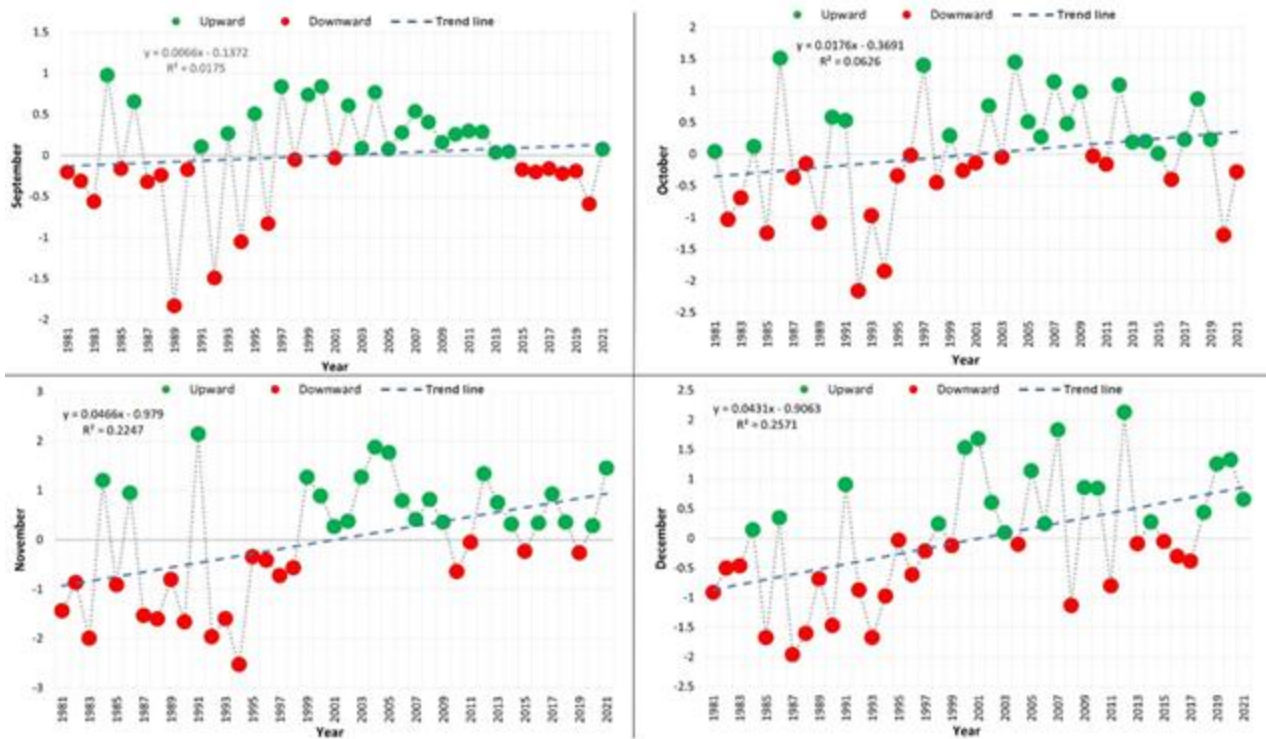 Upward Downward Trend line
y = 0.0066x - 0.1372
R² = 0.0175
1.5
1
0.5
0
-0.5
-1
-1.5
-2
September
1981 1983 1985 1987 1989 1991 1993 1995 1997 1999 2001 2003 2005 2007 2009 2011 2013 2015 2017 2019 2021
Year
Upward Downward Trend line
y = 0.0176x - 0.3691
R² = 0.0626
2
1.5
1
0.5
0
-0.5
-1
-1.5
-2
-2.5
October
1981 1983 1985 1987 1989 1991 1993 1995 1997 1999 2001 2003 2005 2007 2009 2011 2013 2015 2017 2019 2021
Year
Upward Downward Trend line
y = 0.0466x - 0.979
R² = 0.2247
3
2
1
0
-1
-2
-3
November
1981 1983 1985 1987 1989 1991 1993 1995 1997 1999 2001 2003 2005 2007 2009 2011 2013 2015 2017 2019 2021
Year
Upward Downward Trend line
y = 0.0431x - 0.9063
R² = 0.2571
2.5
2
1.5
1
0.5
0
-0.5
-1
-1.5
-2
-2.5
December
1981 1983 1985 1987 1989 1991 1993 1995 1997 1999 2001 2003 2005 2007 2009 2011 2013 2015 2017 2019 2021
Year